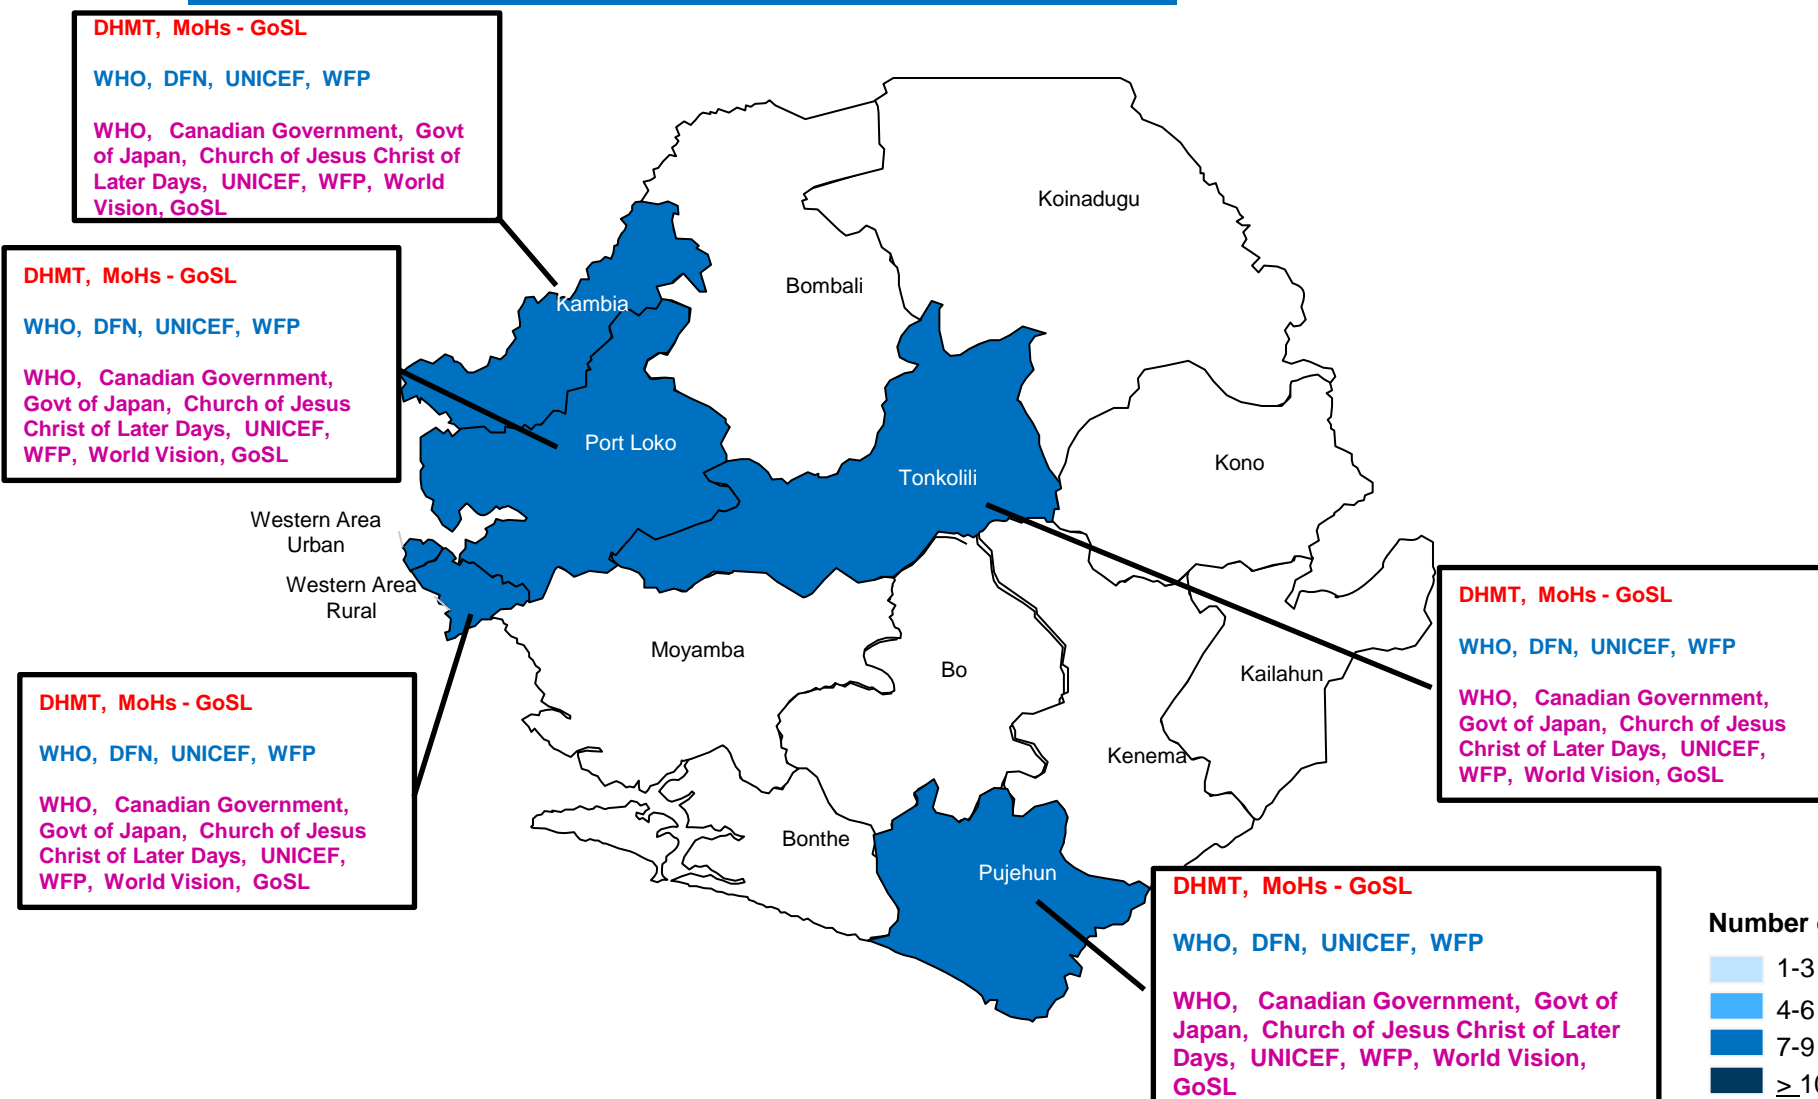 DHMT, MoHs - GoSL
WHO, DFN, UNICEF, WFP
WHO, Canadian Government, Govt
of Japan, Church of Jesus Christ of
Later Days, UNICEF, WFP, World
Vision, GoSL
DHMT, MoHs - GoSL
WHO, DFN, UNICEF, WFP
WHO, Canadian Government,
Govt of Japan, Church of Jesus
Christ of Later Days, UNICEF,
WFP, World Vision, GoSL
Koinadugu
Bombali
Kambia
Port Loko
Tonkolili
Kono
Western Area
Urban
Western Area
Rural
Moyamba
Bo
Kailahun
Kenema
Bonthe
Pujehun
DHMT, MoHs - GoSL
WHO, DFN, UNICEF, WFP
WHO, Canadian Government,
Govt of Japan, Church of Jesus
Christ of Later Days, UNICEF,
WFP, World Vision, GoSL
DHMT, MoHs - GoSL
WHO, DFN, UNICEF, WFP
WHO, Canadian Government,
Govt of Japan, Church of Jesus
Christ of Later Days, UNICEF,
WFP, World Vision, GoSL
DHMT, MoHs - GoSL
WHO, DFN, UNICEF, WFP
WHO, Canadian Government, Govt of
Japan, Church of Jesus Christ of Later
Days, UNICEF, WFP, World Vision,
GoSL
Number
1-3
4-6
7-9
≥ 10